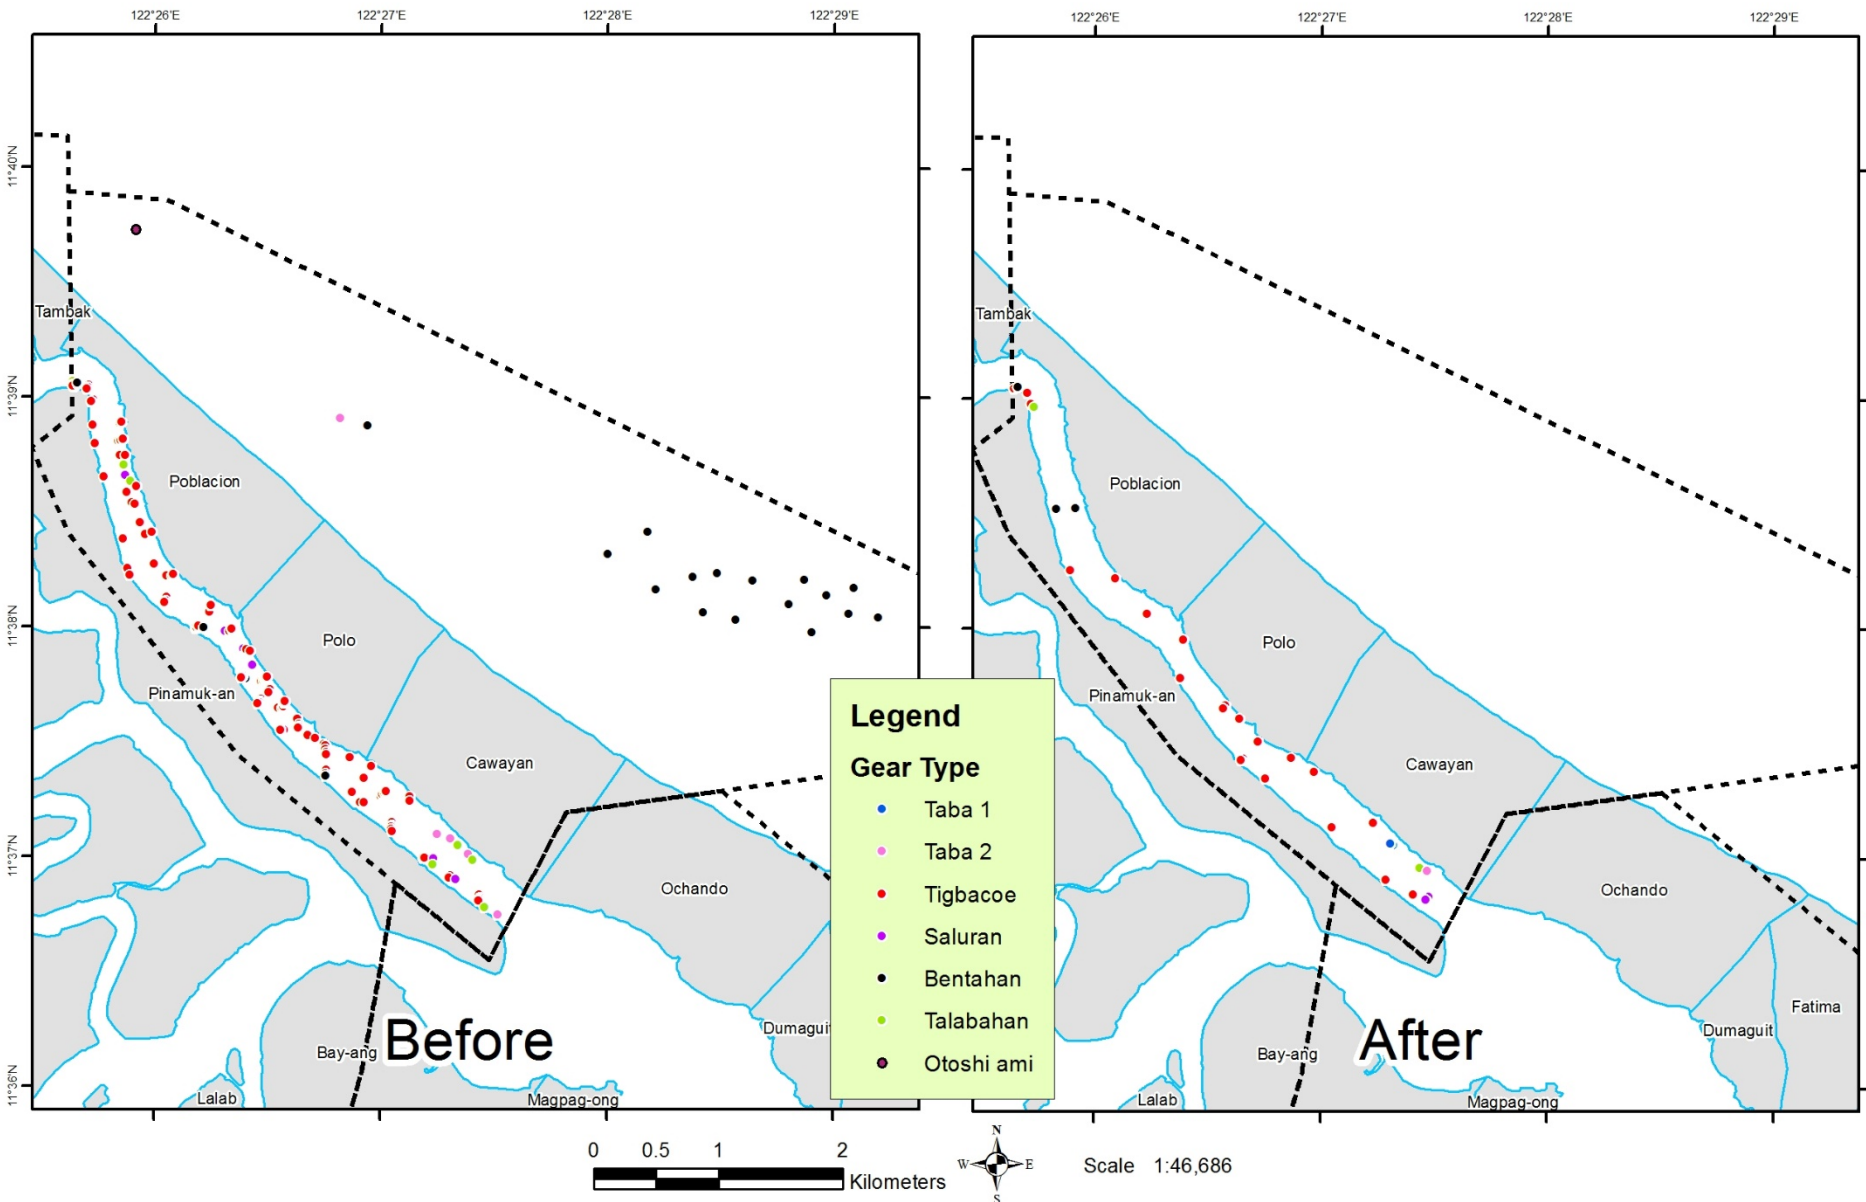 122°26'E 122°27'E 122°28'E 122°29'E
122°26'E 122°27'E 122°28'E 122°29'E
11°40'N
11°39'N
11°38'N
11°37'N
11°36'N
Tambak
Poblacion
Polo
Pinamuk-an
Cawayan
Ochando
Dumaguit
Bay-ang
Lalab
Magpag-ong
Before
Legend
Gear Type
Taba 1
Taba 2
Tigbacoe
Saluran
Bentahan
Talabahan
Otoshi ami
Tambak
Poblacion
Polo
Pinamuk-an
Cawayan
Ochando
Fatima
Dumaguit
Bay-ang
Lalab
Magpag-ong
After
0 0.5 1 2
Kilometers
N
W E
S
Scale 1:46,686